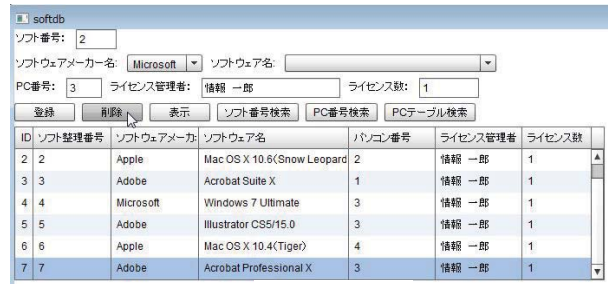 softdb
ソフト番号: 2
ソフトウェアメーカー名: Microsoft ソフトウェア名:
PC番号: 3 ライセンス管理者: 情報 一郎 ライセンス数: 1
登録 削除 表示 ソフト番号検索 PC番号検索 PCテーブル検索
ID ソフト整理番号 ソフトウェアメーカ: ソフトウェア名 パソコン番号 ライセンス管理者 ライセンス数
2 2 Apple Mac OS X 10.6(Snow Leopard 2 情報 一郎 1
3 3 Adobe Acrobat Suite X 1 情報 一郎 1
4 4 Microsoft Windows 7 Ultimate 3 情報 一郎 1
5 5 Adobe Illustrator CS5/15.0 3 情報 一郎 1
6 6 Apple Mac OS X 10.4(Tiger) 4 情報 一郎 1
7 7 Adobe Acrobat Professional X 3 情報 一郎 1